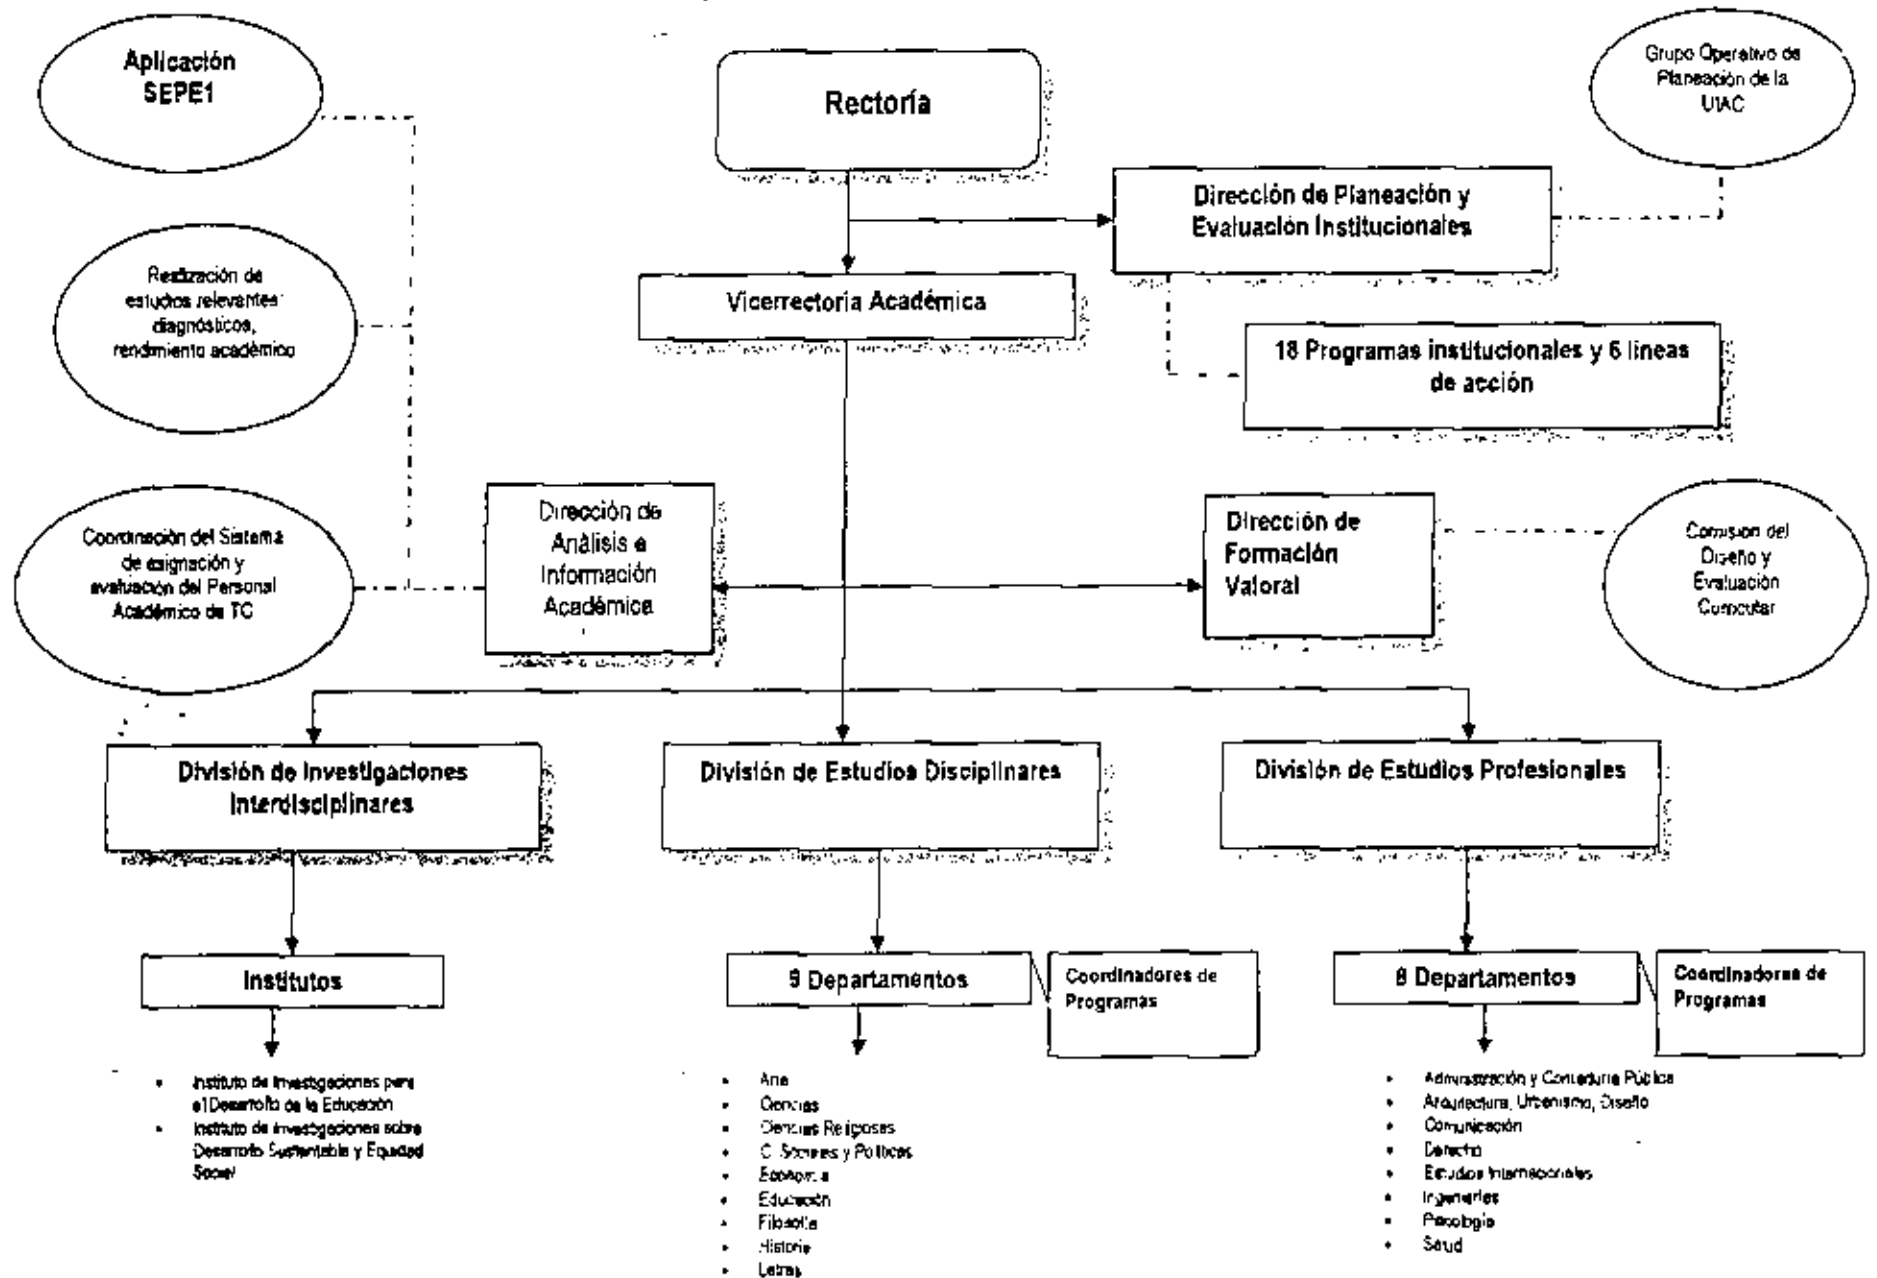 Aplicación
SEPE1
Rectoría
Grupo Operativo de
Planeación de la
UIAC
Dirección de Planeación y
Evaluación Institucionales
Realización de
estudios relevantes:
diagnósticos,
rendimiento académico
Vicerrectoria Académica
18 Programas institucionales y 6 líneas
de acción
Coordinación del Sistema
de asignación y
evaluación del Personal
Académico de TC
Dirección de
Análisis e
Información
Académica
Dirección de
Formación
Valoral
Comisión del
Diseño y
Evaluación
Curricular
División de Investigaciones
Interdisciplinares
División de Estudios Disciplinares
División de Estudios Profesionales
Institutos
9 Departamentos
Coordinadores de
Programas
8 Departamentos
Coordinadores de
Programas
• Instituto de Investigaciones para
el Desarrollo de la Educación
• Instituto de Investigaciones sobre
Desarrollo Sustentable y Equidad
Social
• Arte
• Ciencias
• Ciencias Religiosas
• C. Sociales y Políticas
• Economía
• Educación
• Filosofía
• Historia
• Letras
• Administración y Contaduría Pública
• Arquitectura, Urbanismo, Diseño
• Comunicación
• Derecho
• Estudios Internacionales
• Ingenierías
• Psicología
• Salud